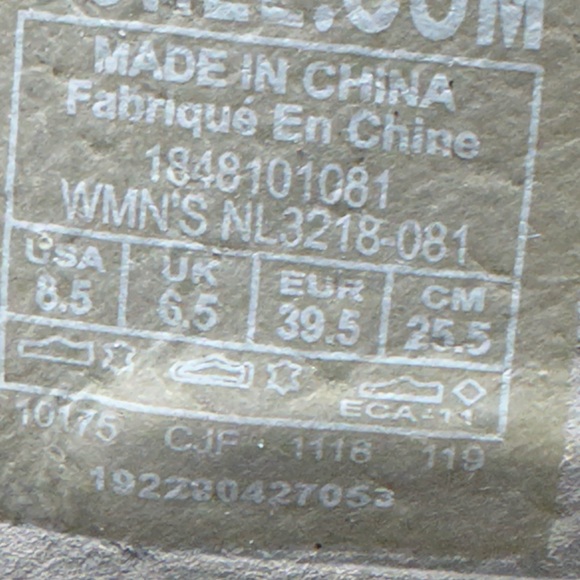 .COM
MADE IN CHINA
Fabriqué En Chine
1848101081
WMN'S NL3218-081
USA UK EUR CM
8.5 6.5 39.5 25.5
ECA-11
10175 CJF 1118 119
192280427053